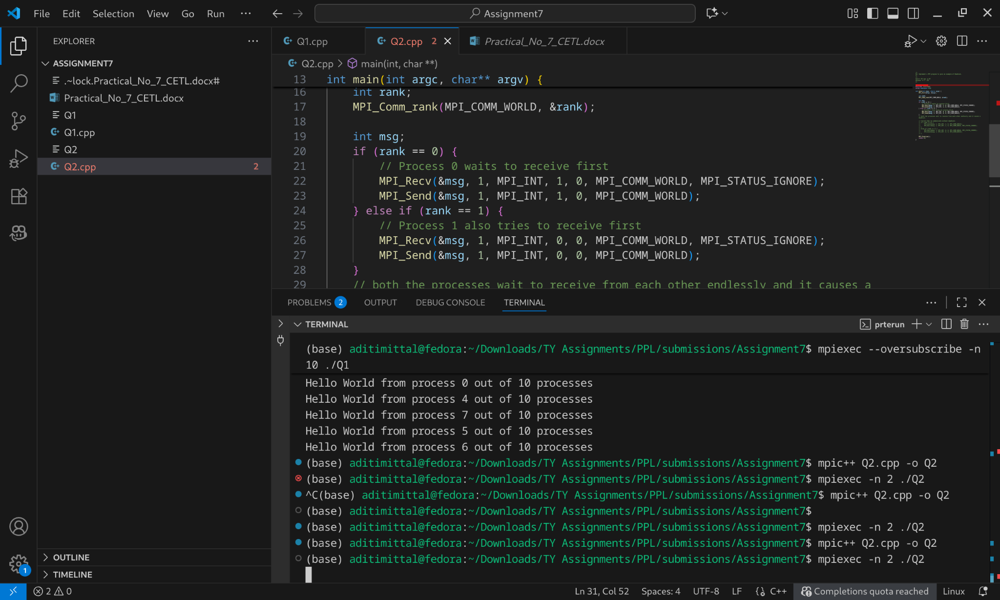 File Edit Selection View Go Run ··· Assignment7
EXPLORER
ASSIGNMENT7
.~lock.Practical_No_7_CETL.docx#
Practical_No_7_CETL.docx
Q1
Q1.cpp
Q2
Q2.cpp 2
OUTLINE
TIMELINE
1
Q1.cpp Q2.cpp 2 Practical_No_7_CETL.docx
Q2.cpp > main(int, char **)
13 int main(int argc, char** argv) {
16 int rank;
17 MPI_Comm_rank(MPI_COMM_WORLD, &rank);
18
19 int msg;
20 if (rank == 0) {
21 // Process 0 waits to receive first
22 MPI_Recv(&msg, 1, MPI_INT, 1, 0, MPI_COMM_WORLD, MPI_STATUS_IGNORE);
23 MPI_Send(&msg, 1, MPI_INT, 1, 0, MPI_COMM_WORLD);
24 } else if (rank == 1) {
25 // Process 1 also tries to receive first
26 MPI_Recv(&msg, 1, MPI_INT, 0, 0, MPI_COMM_WORLD, MPI_STATUS_IGNORE);
27 MPI_Send(&msg, 1, MPI_INT, 0, 0, MPI_COMM_WORLD);
28 }
29 // both the processes wait to receive from each other endlessly and it causes a
PROBLEMS 2 OUTPUT DEBUG CONSOLE TERMINAL
TERMINAL prterun
(base) aditimittal@fedora:~/Downloads/TY Assignments/PPL/submissions/Assignment7$ mpiexec --oversubscribe -n
10 ./Q1
Hello World from process 0 out of 10 processes
Hello World from process 4 out of 10 processes
Hello World from process 7 out of 10 processes
Hello World from process 5 out of 10 processes
Hello World from process 6 out of 10 processes
(base) aditimittal@fedora:~/Downloads/TY Assignments/PPL/submissions/Assignment7$ mpic++ Q2.cpp -o Q2
(base) aditimittal@fedora:~/Downloads/TY Assignments/PPL/submissions/Assignment7$ mpiexec -n 2 ./Q2
^C(base) aditimittal@fedora:~/Downloads/TY Assignments/PPL/submissions/Assignment7$ mpic++ Q2.cpp -o Q2
(base) aditimittal@fedora:~/Downloads/TY Assignments/PPL/submissions/Assignment7$
(base) aditimittal@fedora:~/Downloads/TY Assignments/PPL/submissions/Assignment7$ mpiexec -n 2 ./Q2
(base) aditimittal@fedora:~/Downloads/TY Assignments/PPL/submissions/Assignment7$ mpic++ Q2.cpp -o Q2
(base) aditimittal@fedora:~/Downloads/TY Assignments/PPL/submissions/Assignment7$ mpiexec -n 2 ./Q2
2 0 Ln 31, Col 52 Spaces: 4 UTF-8 LF {} C++ Completions quota reached Linux